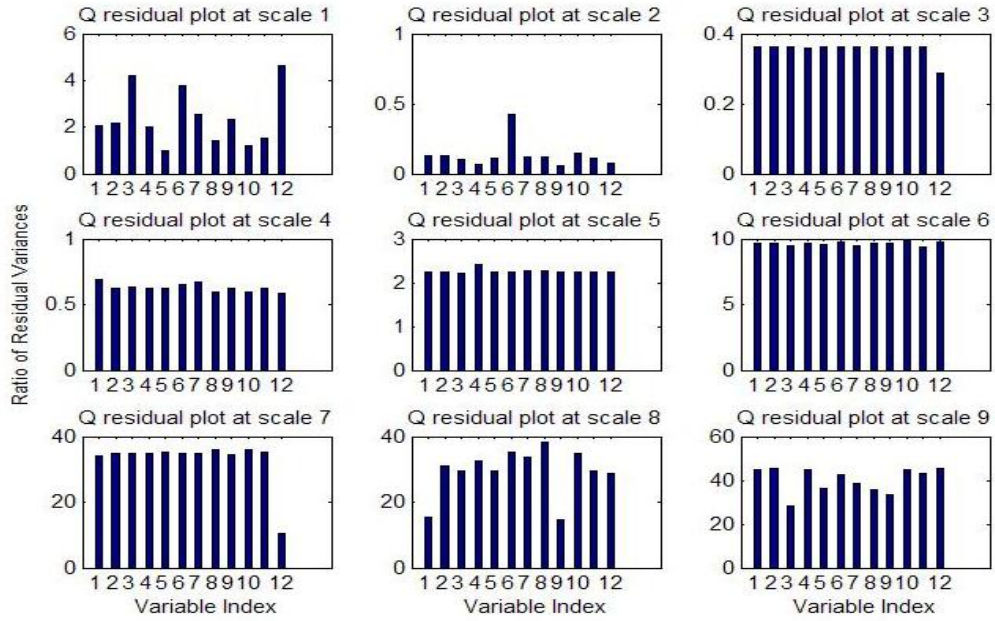 Q residual plot at scale 1
Q residual plot at scale 2
Q residual plot at scale 3
6
4
2
0
1 2 3 4 5 6 7 8 9 10 12
1
0.5
0
1 2 3 4 5 6 7 8 9 10 12
0.4
0.2
0
1 2 3 4 5 6 7 8 9 10 12
Ratio of Residual Variances
Q residual plot at scale 4
Q residual plot at scale 5
Q residual plot at scale 6
1
0.5
0
1 2 3 4 5 6 7 8 9 10 12
3
2
1
0
1 2 3 4 5 6 7 8 9 10 12
10
5
0
1 2 3 4 5 6 7 8 9 10 12
Q residual plot at scale 7
Q residual plot at scale 8
Q residual plot at scale 9
40
20
0
1 2 3 4 5 6 7 8 9 10 12
Variable Index
40
20
0
1 2 3 4 5 6 7 8 9 10 12
Variable Index
60
40
20
0
1 2 3 4 5 6 7 8 9 10 12
Variable Index